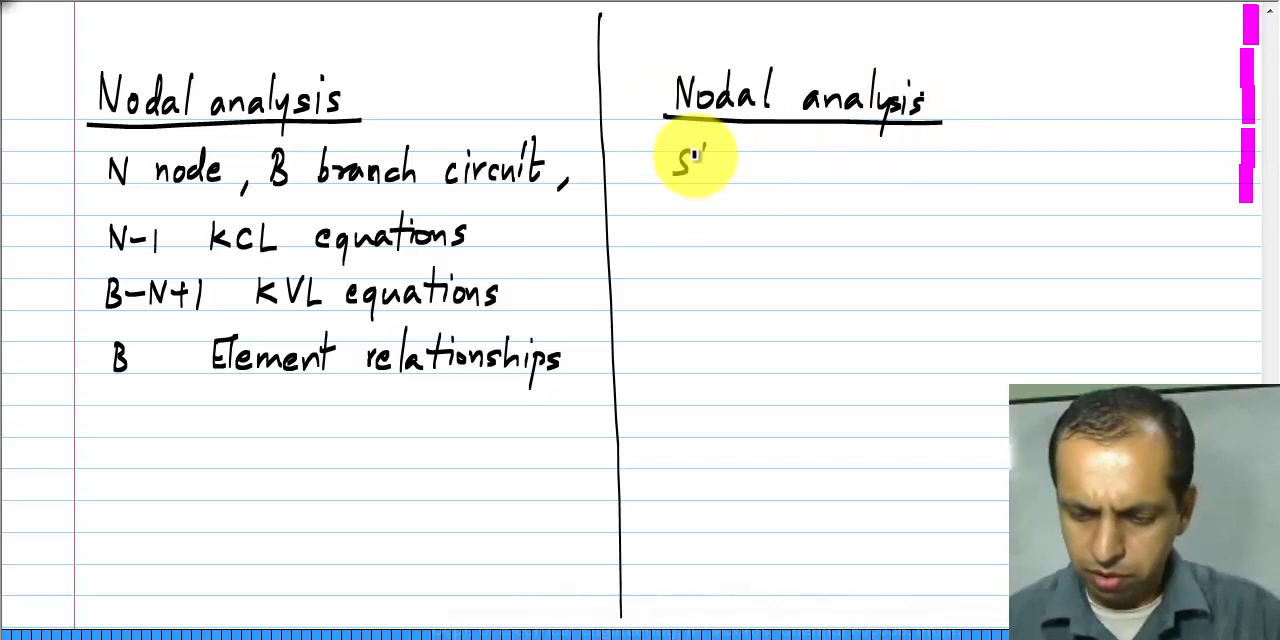 Nodal analysis
N node, B branch circuit,
N-1 KCL equations
B-N+1 KVL equations
B Element relationships
Nodal analysis